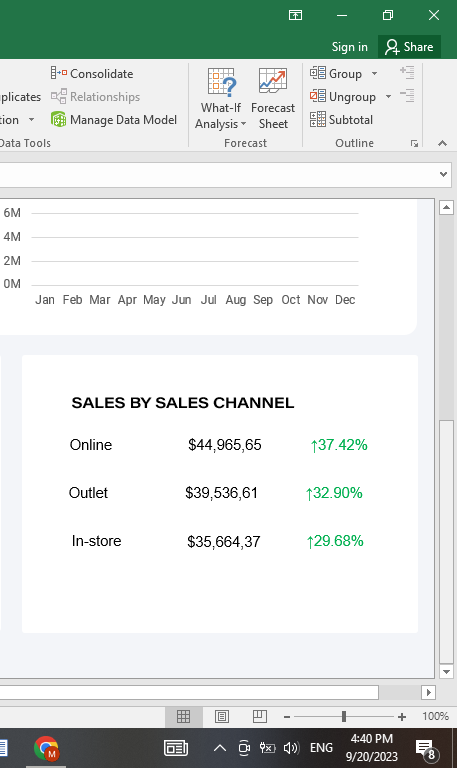 Sign in Share
Consolidate
plicates Relationships
tion Manage Data Model
Data Tools
What-If Analysis
Forecast Sheet
Forecast
Group
Ungroup
Subtotal
Outline
6M
4M
2M
0M
Jan Feb Mar Apr May Jun Jul Aug Sep Oct Nov Dec
SALES BY SALES CHANNEL
Online $44,965,65 ↑37.42%
Outlet $39,536,61 ↑32.90%
In-store $35,664,37 ↑29.68%
100%
ENG 4:40 PM
9/20/2023
M
8